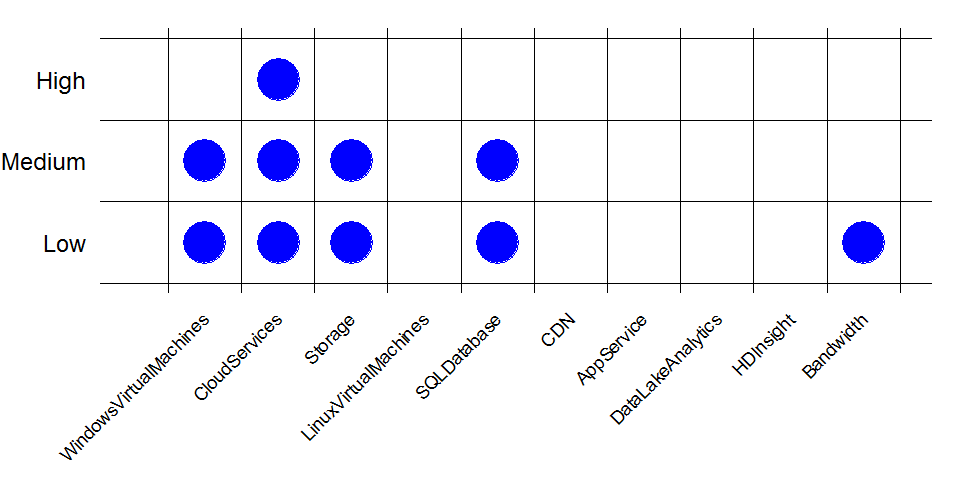 High
Medium
Low
WindowsVirtualMachines
CloudServices
Storage
LinuxVirtualMachines
SQLDatabase
CDN
AppService
DataLakeAnalytics
HDInsight
Bandwidth